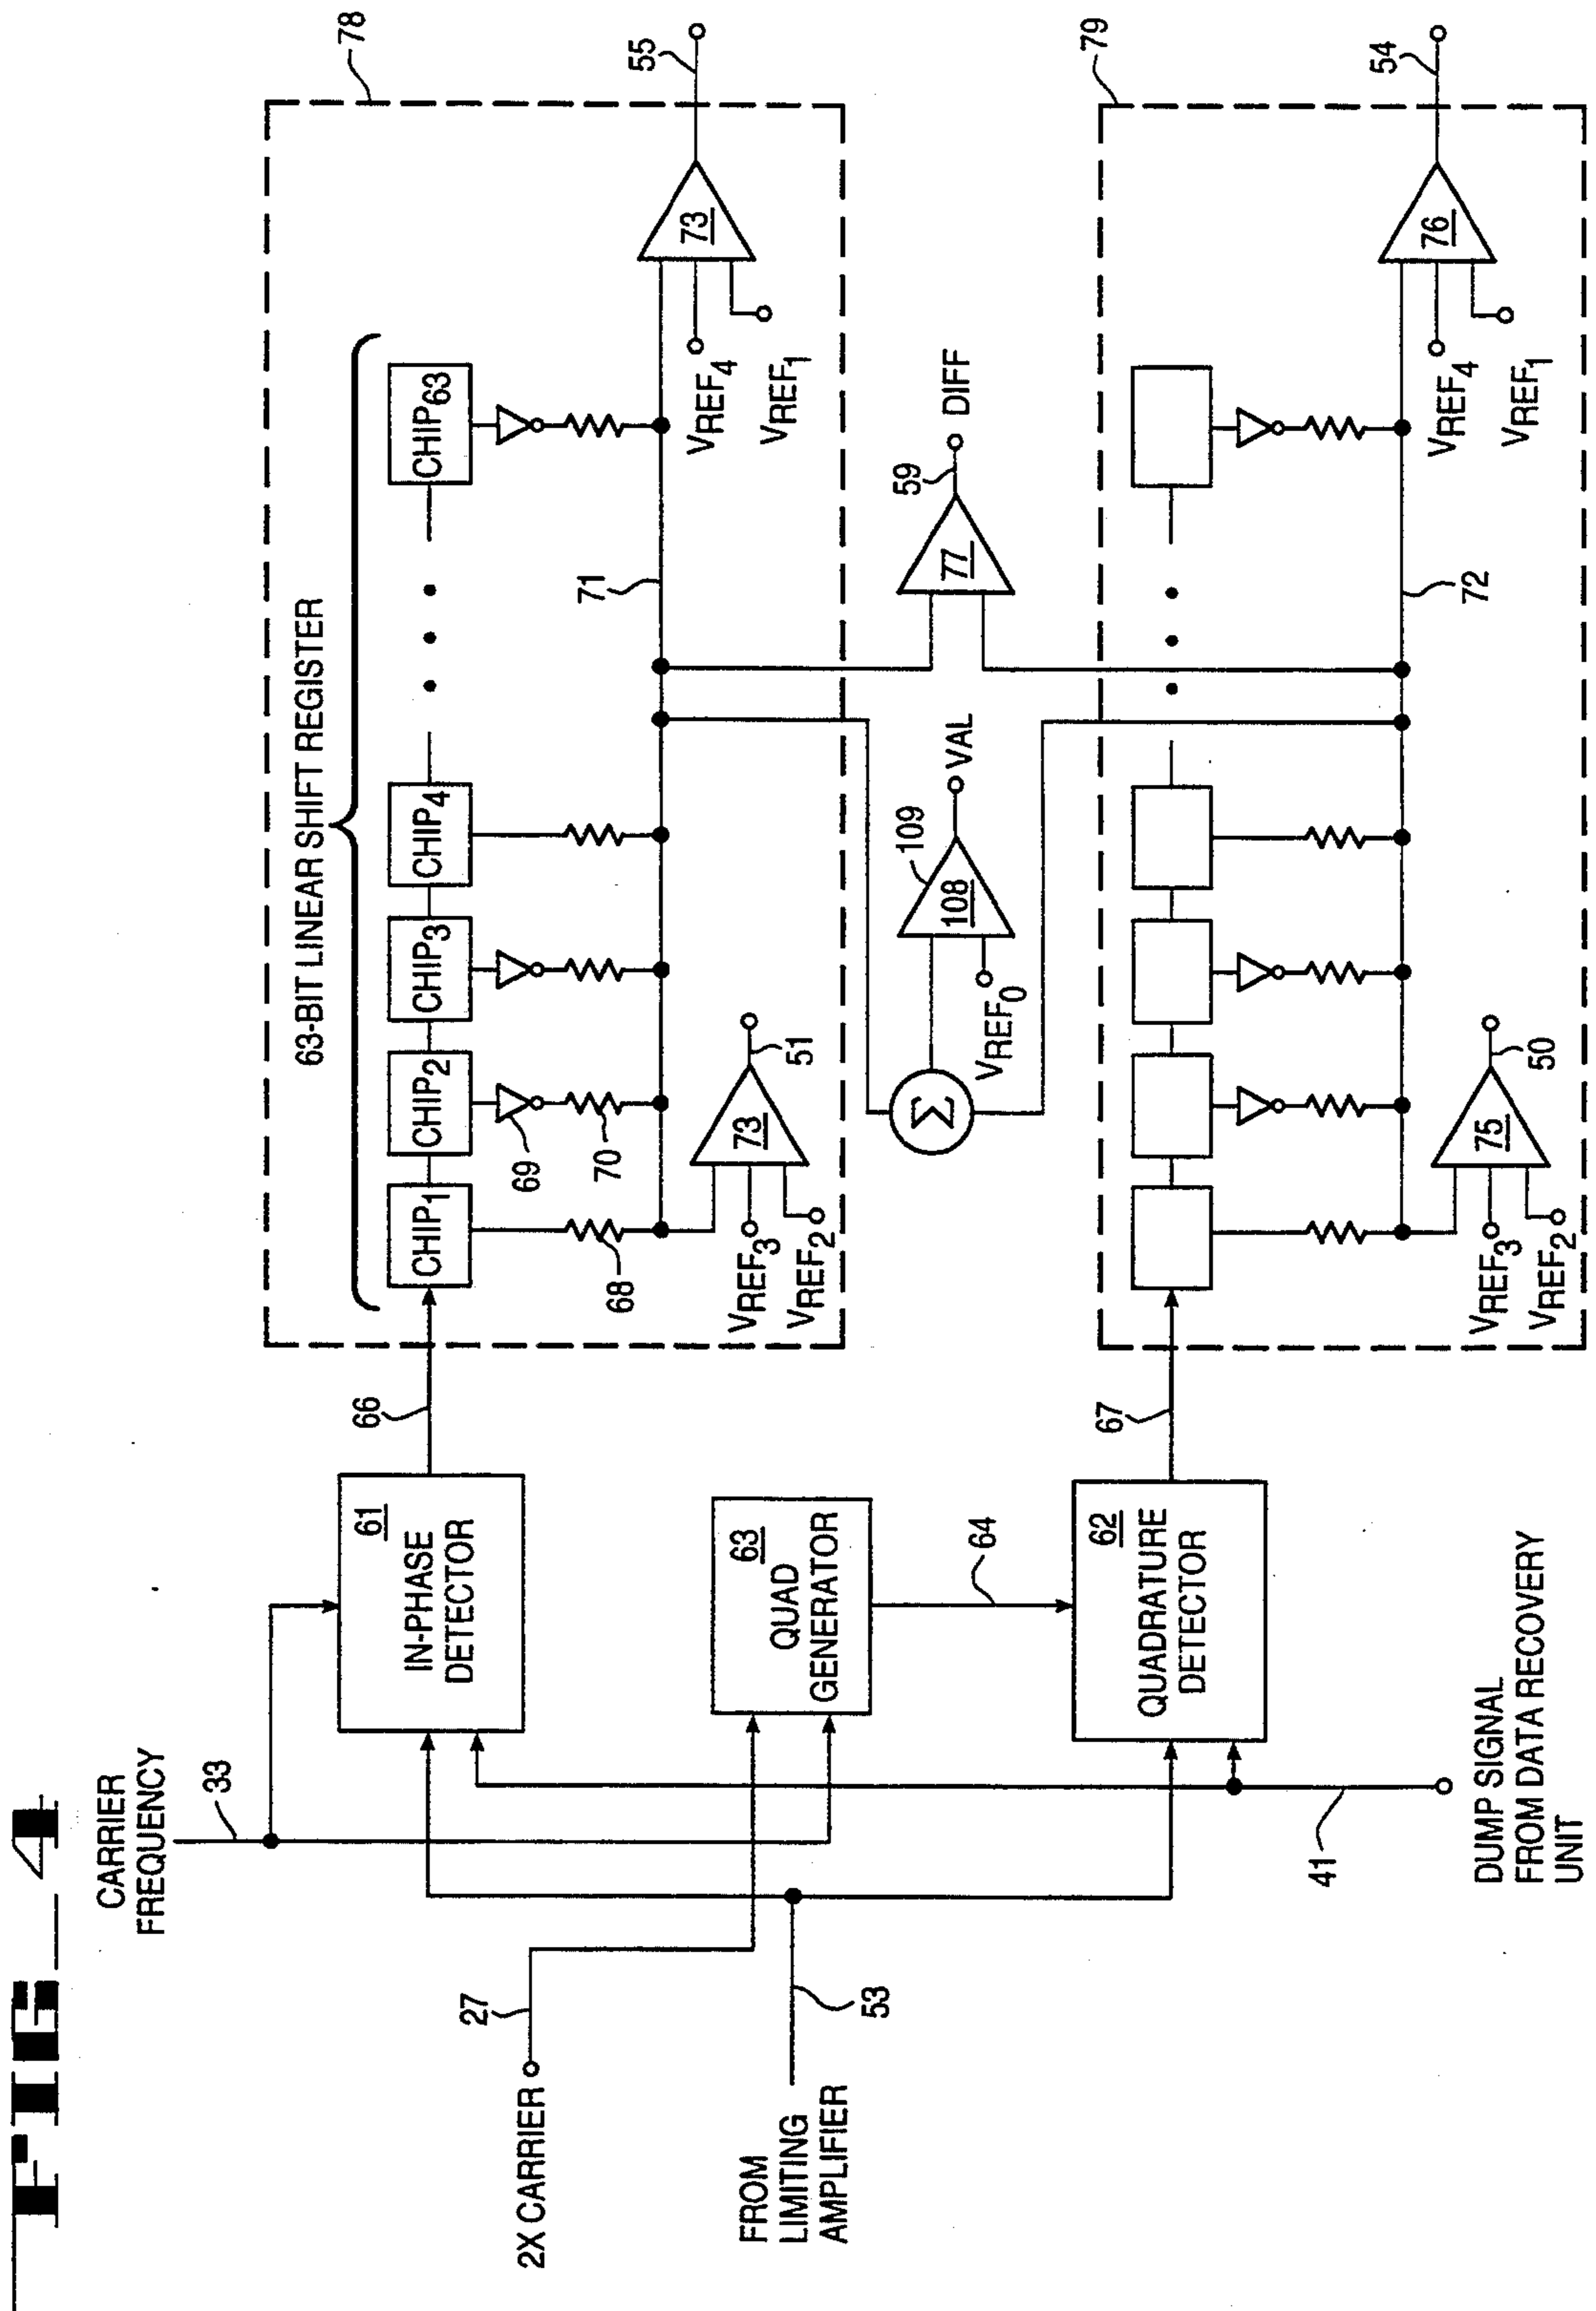 FIG_4
CARRIER
FREQUENCY
33
2X CARRIER
27
FROM
LIMITING
AMPLIFIER
53
41
DUMP SIGNAL
FROM DATA RECOVERY
UNIT
61
IN-PHASE
DETECTOR
63
QUAD
GENERATOR
64
62
QUADRATURE
DETECTOR
66
67
63-BIT LINEAR SHIFT REGISTER
78
CHIP1
CHIP2
CHIP3
CHIP4
CHIP63
68
69
70
71
VREF3
VREF2
73
51
VREF4
VREF1
73
55
Σ
VREF0
108
109
VAL
77
59
DIFF
79
72
VREF3
VREF2
75
50
VREF4
VREF1
76
54